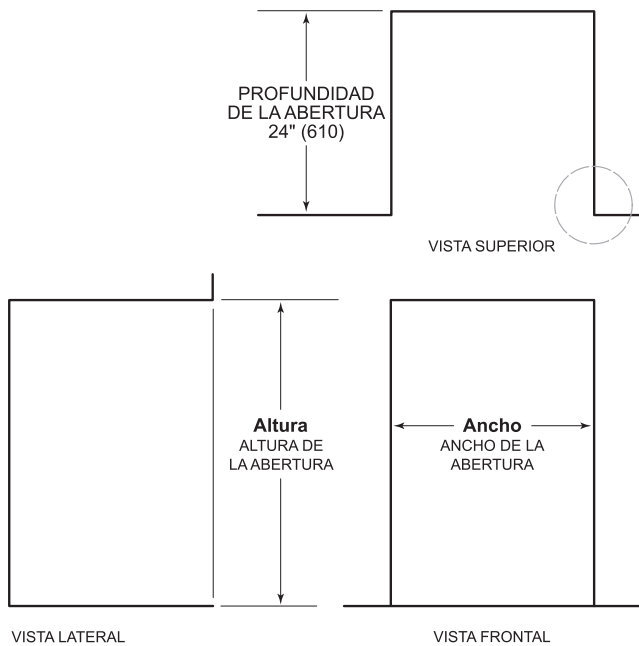 PROFUNDIDAD
DE LA ABERTURA
24" (610)
VISTA SUPERIOR
Altura
ALTURA DE
LA ABERTURA
Ancho
ANCHO DE LA
ABERTURA
VISTA LATERAL
VISTA FRONTAL